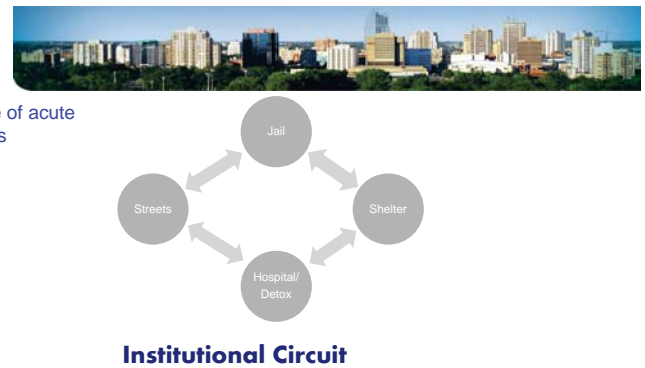 of acute
Jail
Streets
Shelter
Hospital/
Detox
Institutional Circuit